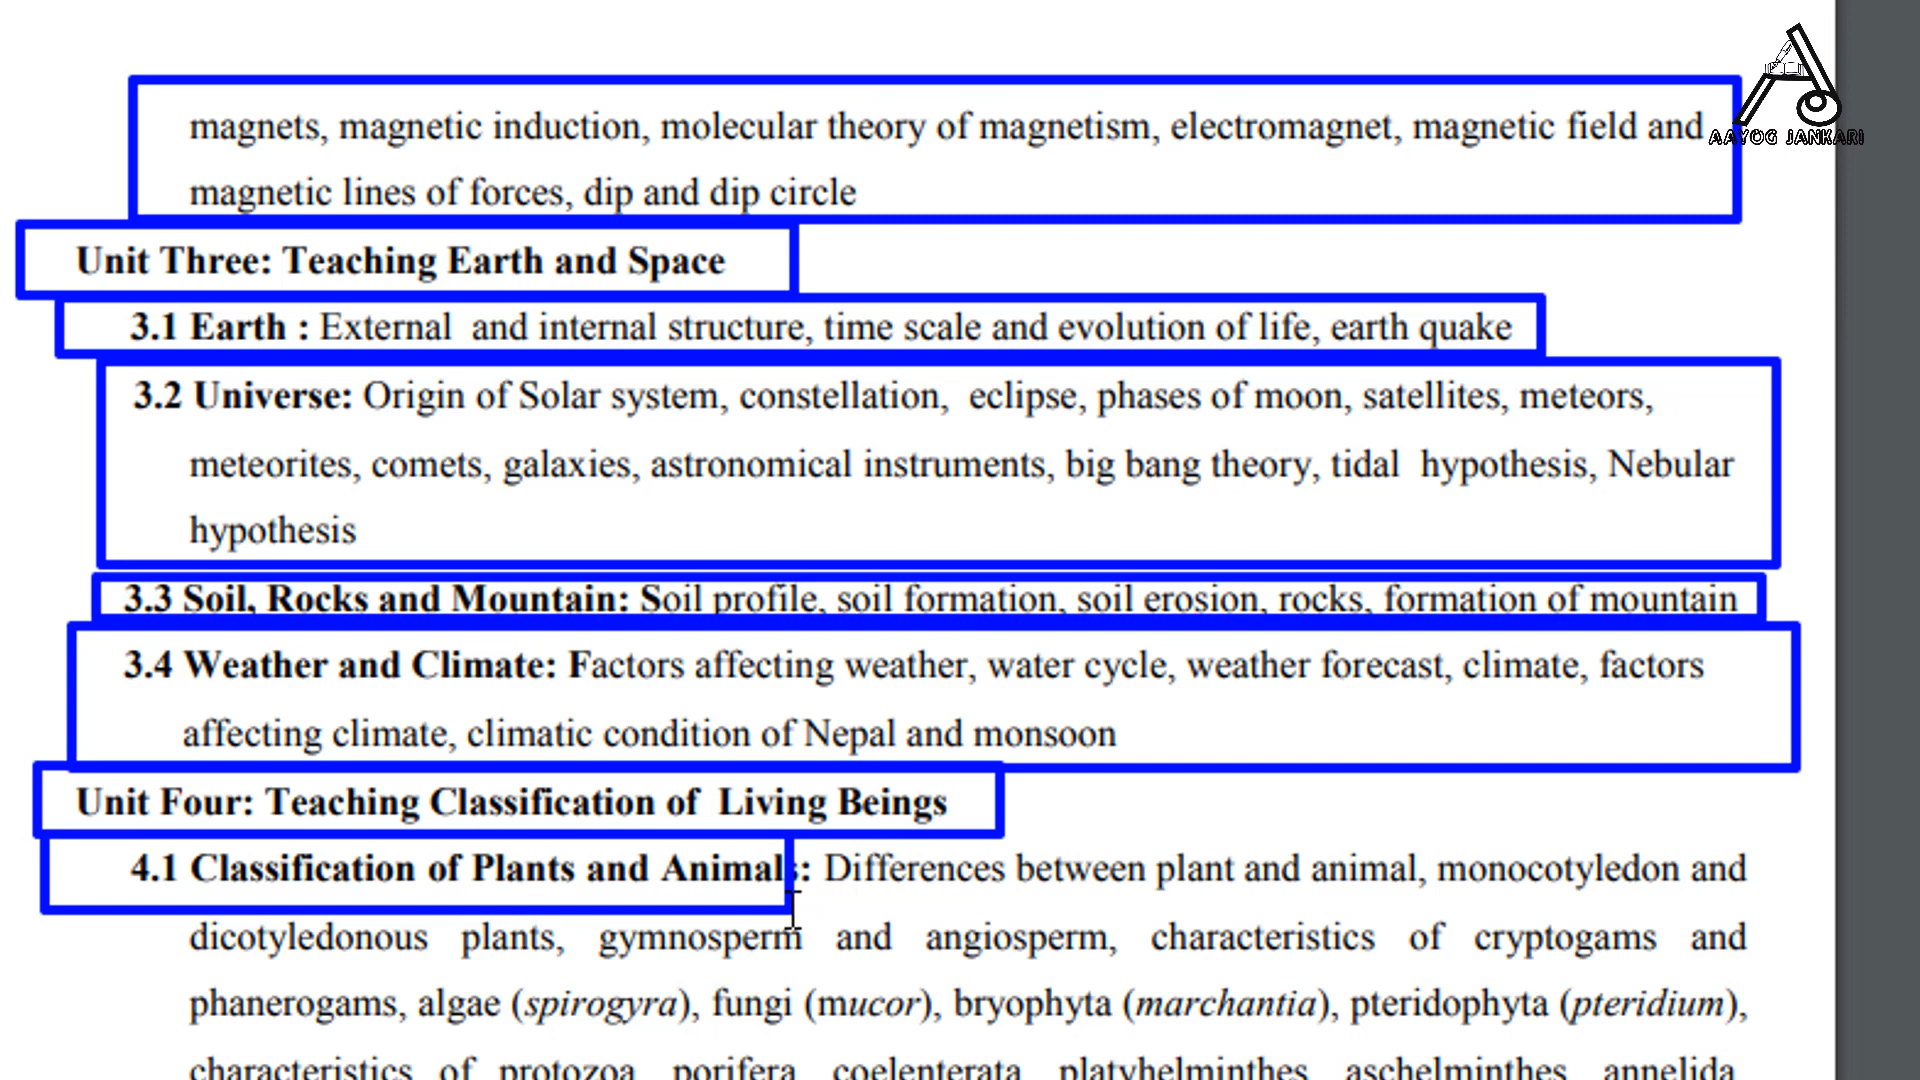 AAYOG JANKARI
magnets, magnetic induction, molecular theory of magnetism, electromagnet, magnetic field and
magnetic lines of forces, dip and dip circle
Unit Three: Teaching Earth and Space
3.1 Earth : External and internal structure, time scale and evolution of life, earth quake
3.2 Universe: Origin of Solar system, constellation, eclipse, phases of moon, satellites, meteors,
meteorites, comets, galaxies, astronomical instruments, big bang theory, tidal hypothesis, Nebular
hypothesis
3.3 Soil, Rocks and Mountain: Soil profile, soil formation, soil erosion, rocks, formation of mountain
3.4 Weather and Climate: Factors affecting weather, water cycle, weather forecast, climate, factors
affecting climate, climatic condition of Nepal and monsoon
Unit Four: Teaching Classification of Living Beings
4.1 Classification of Plants and Animals: Differences between plant and animal, monocotyledon and
dicotyledonous plants, gymnosperm and angiosperm, characteristics of cryptogams and
phanerogams, algae (spirogyra), fungi (mucor), bryophyta (marchantia), pteridophyta (pteridium),
characteristics of protozoa, porifera, coelenterata, platyhelminthes, aschelminthes, annelida,